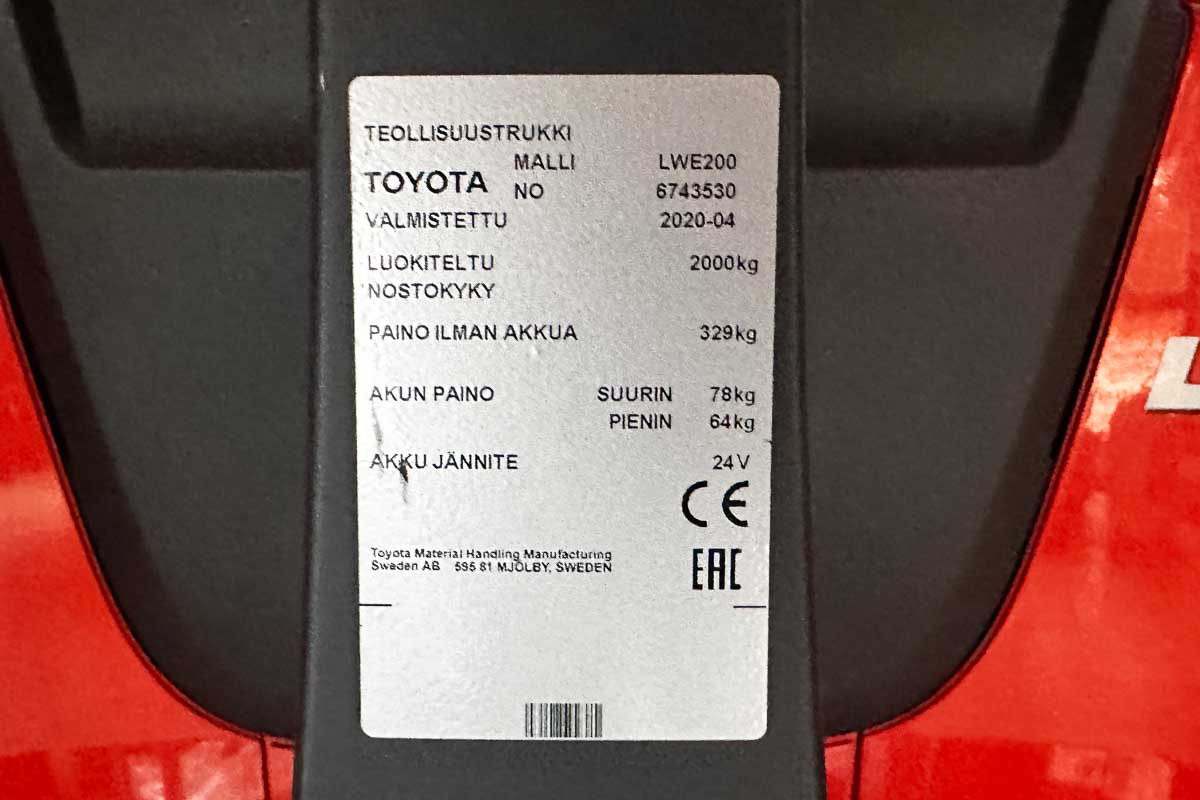 TEOLLISUUSTRUKKI
MALLI LWE200
TOYOTA
NO 6743530
VALMISTETTU 2020-04
LUOKITELTU 2000kg
NOSTOKYKY
PAINO ILMAN AKKUA 329kg
AKUN PAINO SUURIN 78kg
PIENIN 64kg
AKKU JÄNNITE 24V
CE
Toyota Material Handling Manufacturing
Sweden AB 595 81 MJÖLBY, SWEDEN
EAC